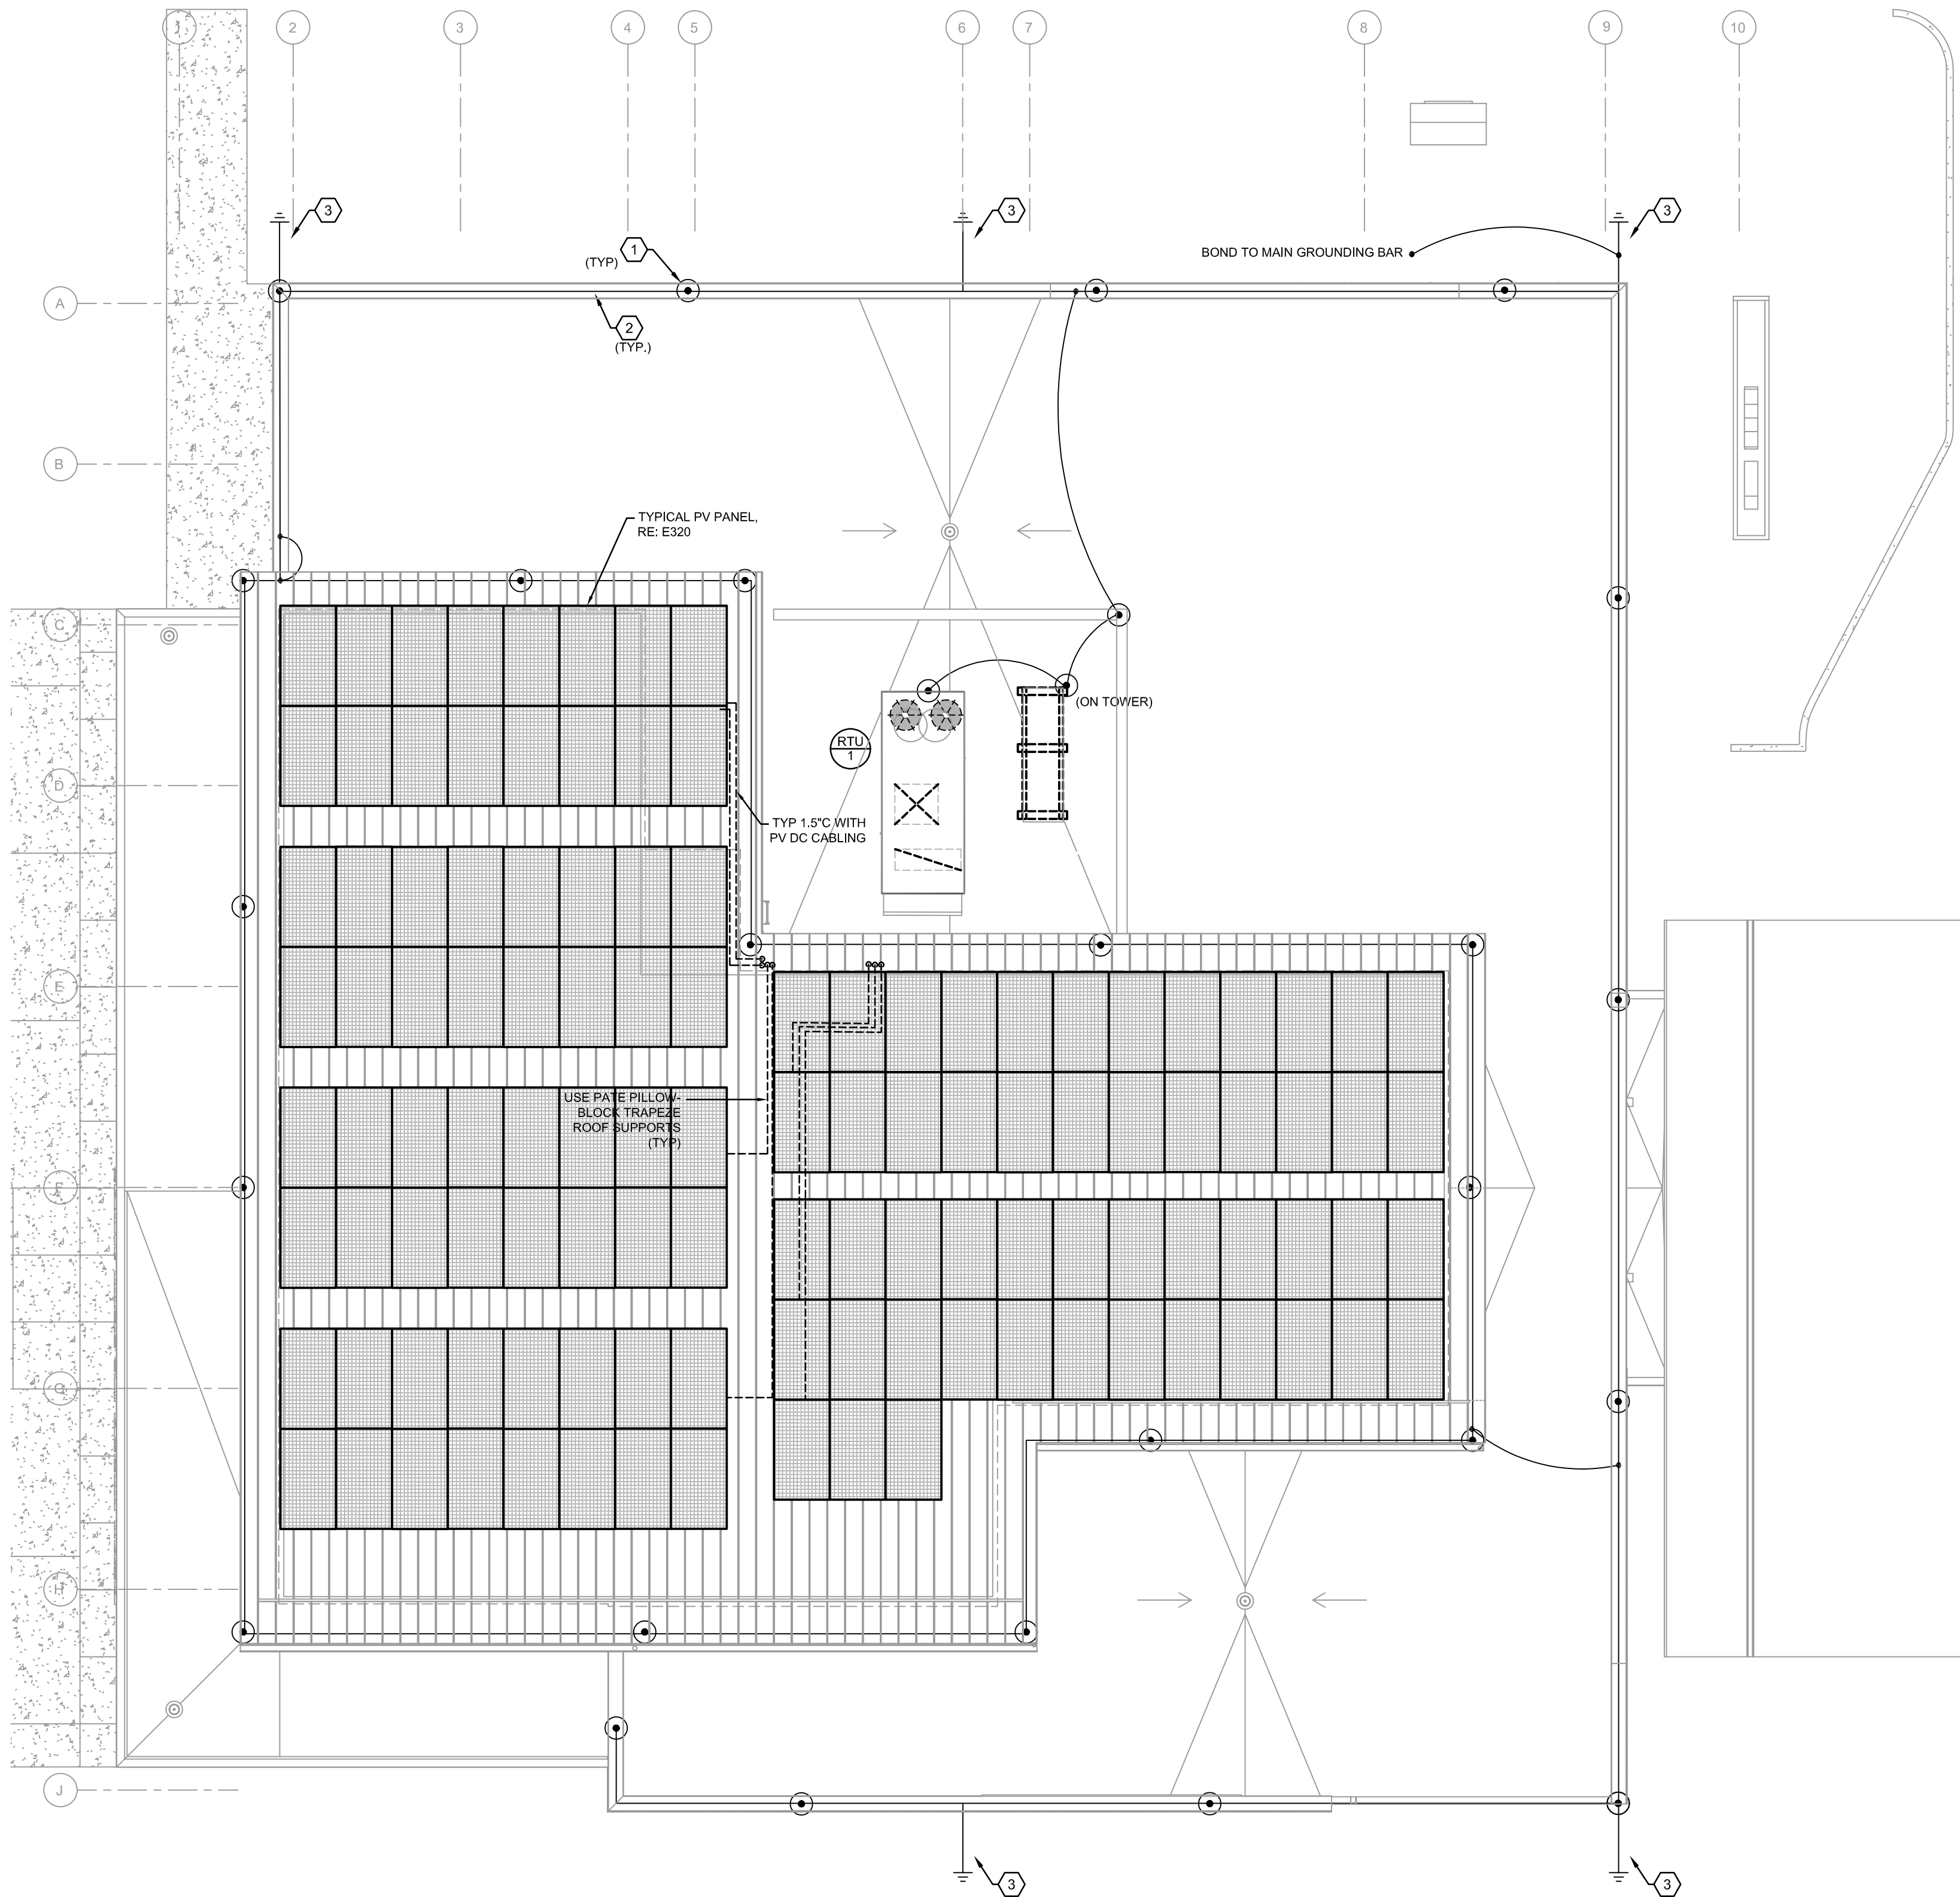 1
2
3
4
5
6
7
8
9
10
3
3
3
1
(TYP)
BOND TO MAIN GROUNDING BAR
A
2
(TYP.)
B
TYPICAL PV PANEL,
RE: E320
C
(ON TOWER)
RTU
1
D
TYP 1.5"C WITH
PV DC CABLING
E
USE PATE PILLOW-
BLOCK TRAPEZE
ROOF SUPPORTS
(TYP)
F
G
H
J
3
3